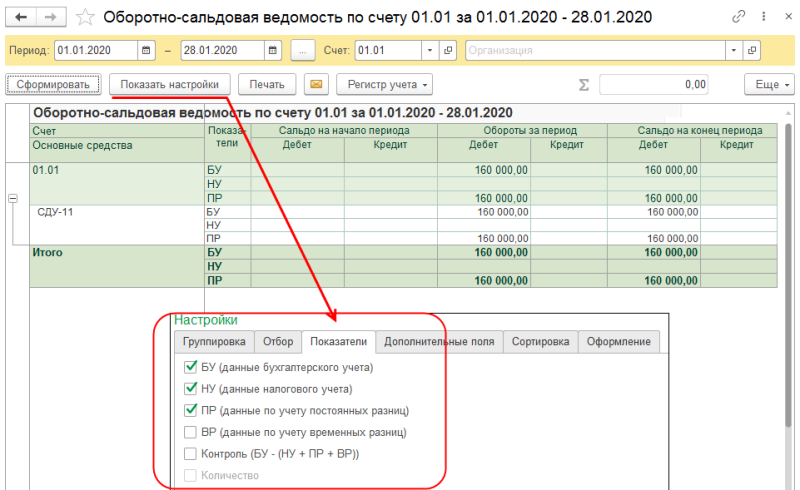 Оборотно-сальдовая ведомость по счету 01.01 за 01.01.2020 - 28.01.2020
Период: 01.01.2020 – 28.01.2020 ... Счет: 01.01 Организация
Сформировать Показать настройки Печать Регистр учета Σ 0,00 Еще
Оборотно-сальдовая ведомость по счету 01.01 за 01.01.2020 - 28.01.2020
Счет Показа- Сальдо на начало периода Обороты за период Сальдо на конец периода
Основные средства тели Дебет Кредит Дебет Кредит Дебет Кредит
01.01 БУ 160 000,00 160 000,00
НУ
ПР 160 000,00 160 000,00
СДУ-11 БУ 160 000,00 160 000,00
НУ
ПР 160 000,00 160 000,00
Итого БУ 160 000,00 160 000,00
НУ
ПР 160 000,00 160 000,00
Настройки
Группировка Отбор Показатели Дополнительные поля Сортировка Оформление
БУ (данные бухгалтерского учета)
НУ (данные налогового учета)
ПР (данные по учету постоянных разниц)
ВР (данные по учету временных разниц)
Контроль (БУ - (НУ + ПР + ВР))
Количество